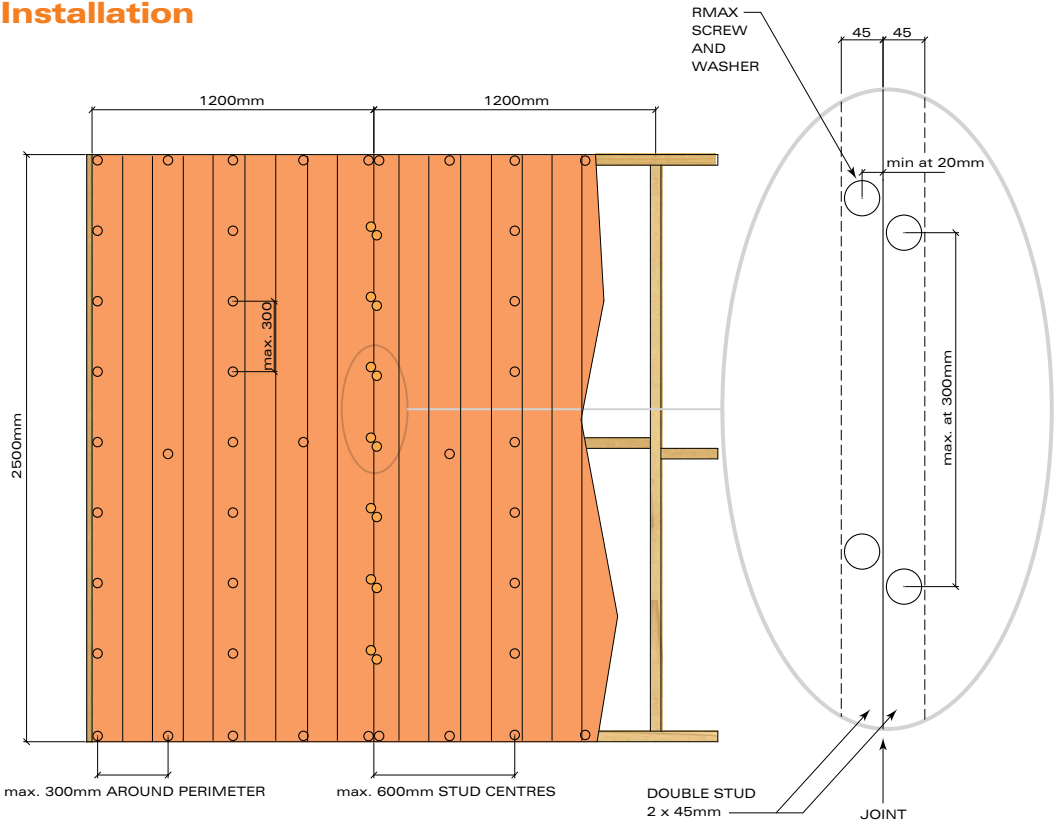 Installation
RMAX
SCREW
AND
WASHER
45
45
1200mm
1200mm
min at 20mm
max. 300
2500mm
max. at 300mm
max. 300mm AROUND PERIMETER
max. 600mm STUD CENTRES
DOUBLE STUD
2 x 45mm
JOINT